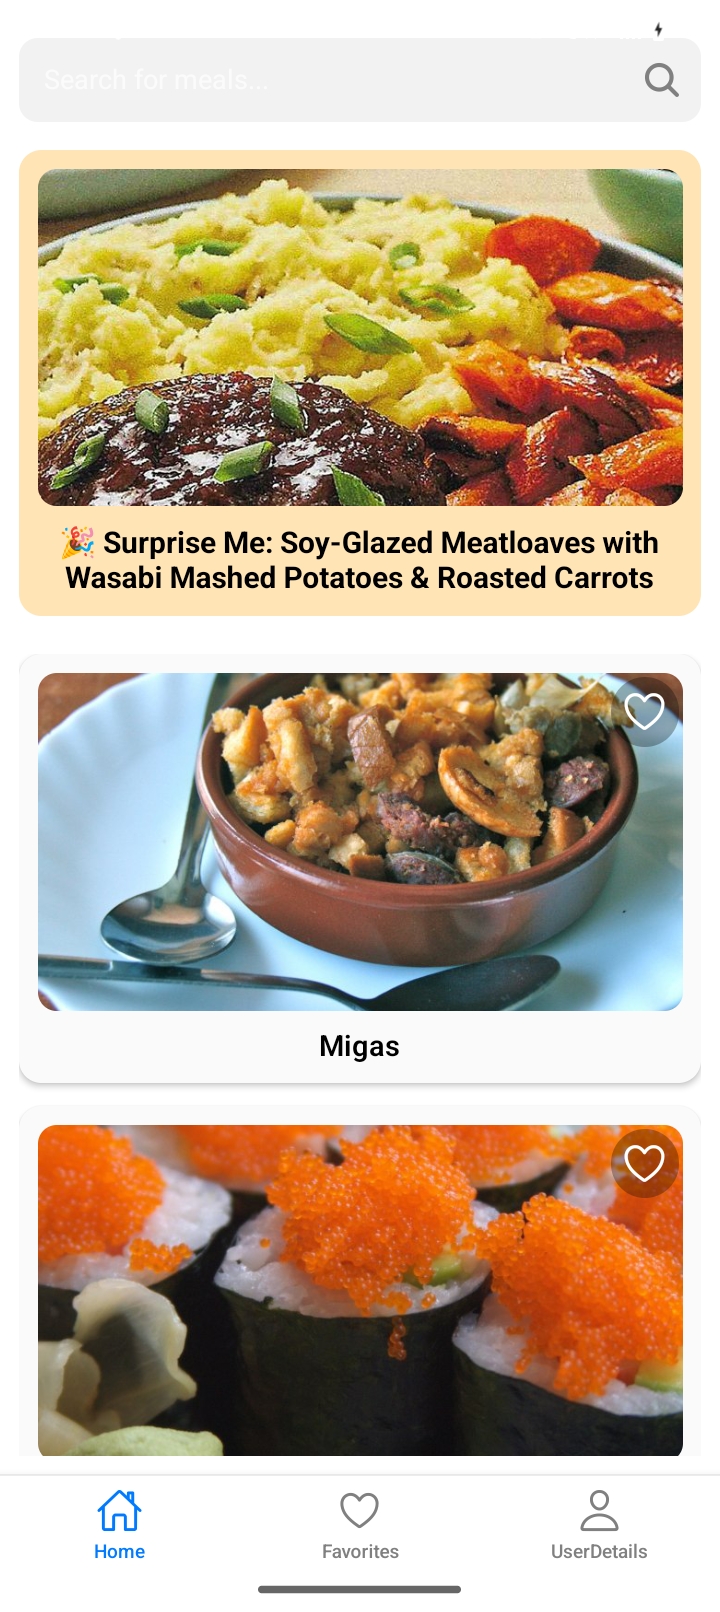 Search for meals...
🎉 Surprise Me: Soy-Glazed Meatloaves with
Wasabi Mashed Potatoes & Roasted Carrots
Migas
Home
Favorites
UserDetails